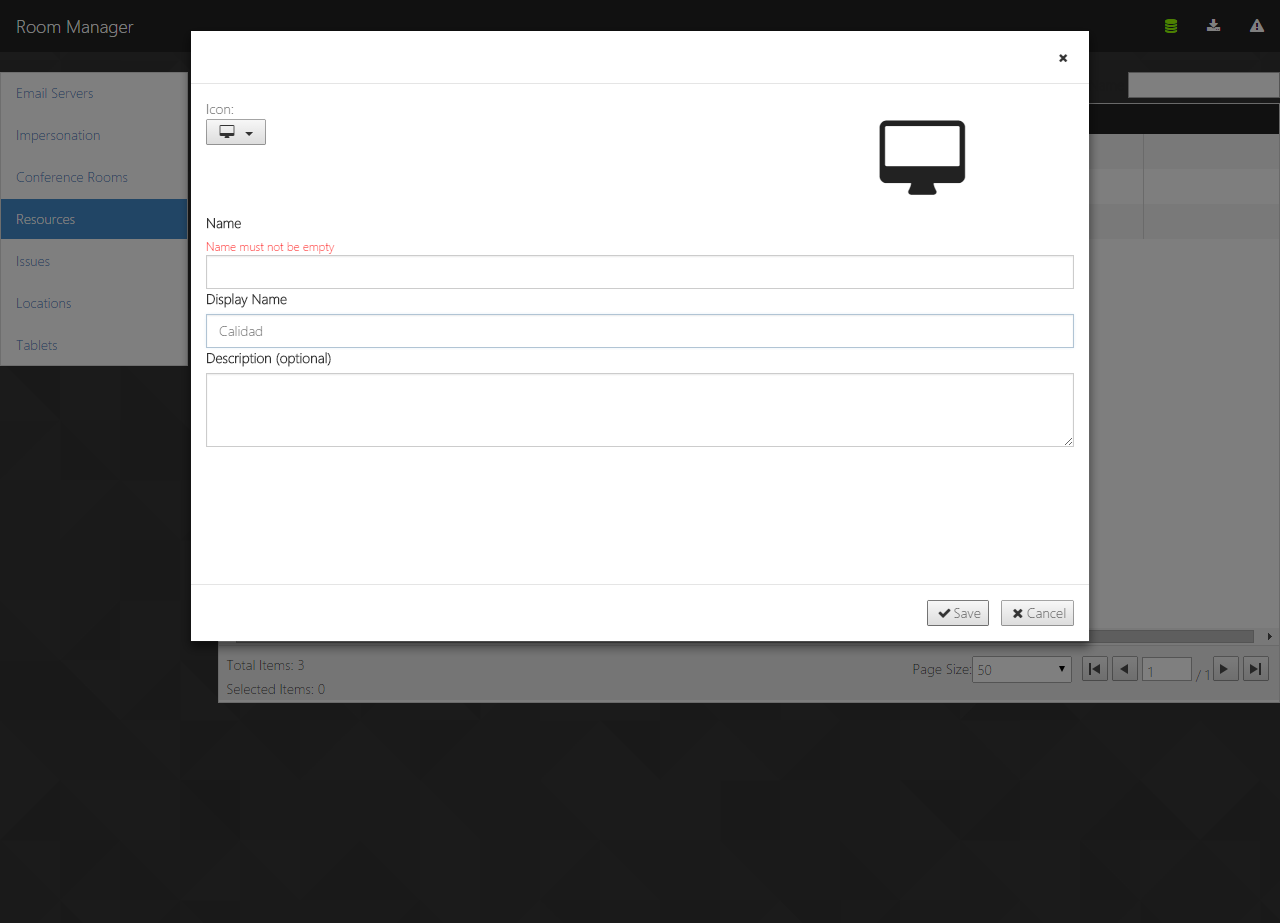 Room Manager
Email Servers
Impersonation
Conference Rooms
Resources
Issues
Locations
Tablets
Icon:
Name
Name must not be empty
Display Name
Calidad
Description (optional)
Save Cancel
Total Items: 3
Selected Items: 0
Page Size: 50 1 / 1